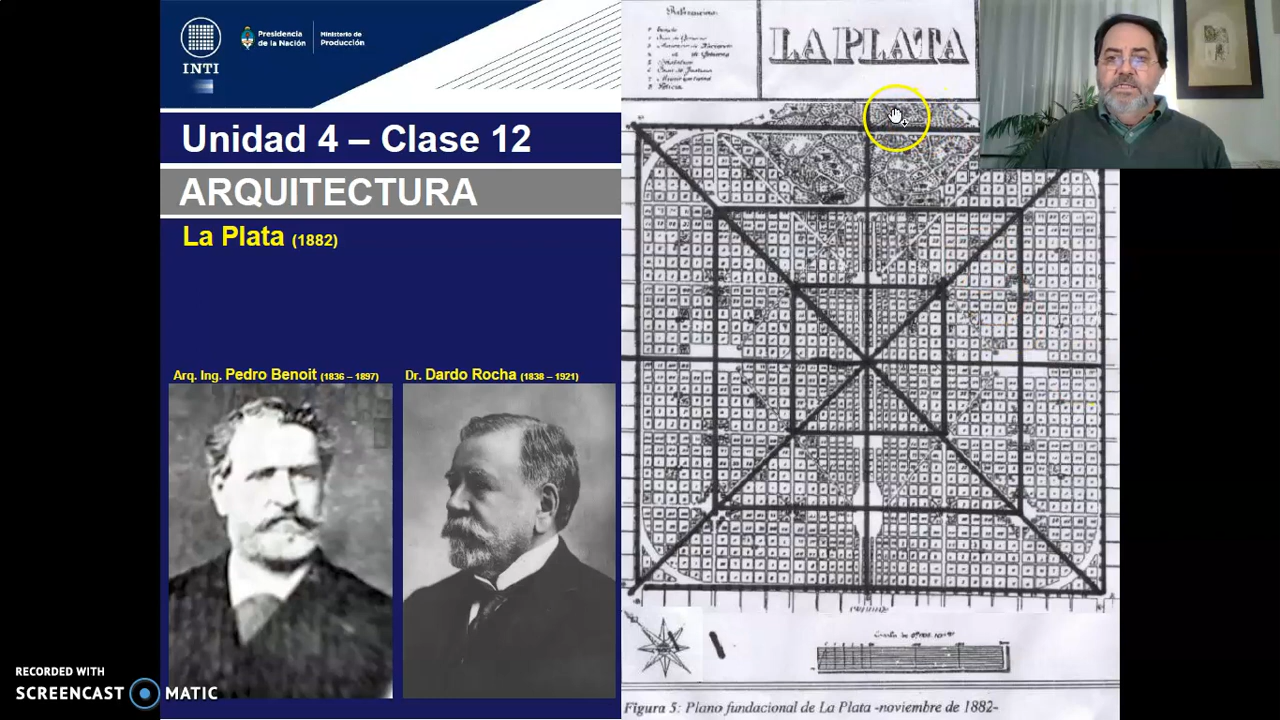 INTI
Presidencia
de la Nación
Ministerio de
Producción
Unidad 4 – Clase 12
ARQUITECTURA
La Plata (1882)
Arq. Ing. Pedro Benoit (1836 – 1897)
Dr. Dardo Rocha (1838 – 1921)
LA PLATA
Figura 5: Plano fundacional de La Plata -noviembre de 1882-
RECORDED WITH
SCREENCAST MATIC